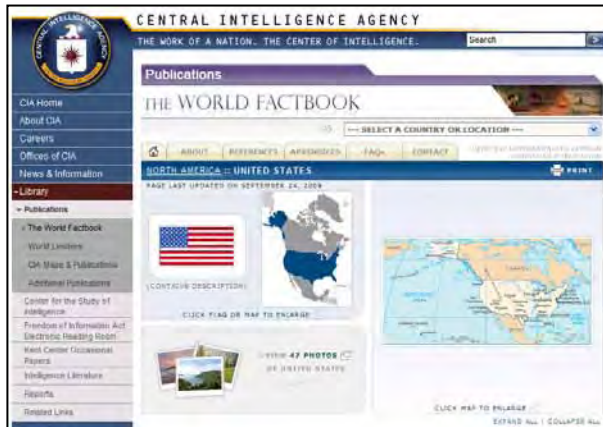 CENTRAL INTELLIGENCE AGENCY
THE WORK OF A NATION. THE CENTER OF INTELLIGENCE.
Search
Publications
THE WORLD FACTBOOK
--- SELECT A COUNTRY OR LOCATION ---
ABOUT REFERENCES APPENDICES FAQs CONTACT
NORTH AMERICA :: UNITED STATES
PRINT
PAGE LAST UPDATED ON SEPTEMBER 24, 2009
(CONTAINS DESCRIPTION)
CLICK FLAG OR MAP TO ENLARGE
VIEW 47 PHOTOS
OF UNITED STATES
CLICK MAP TO ENLARGE
EXPAND ALL | COLLAPSE ALL
CIA Home
About CIA
Careers
Offices of CIA
News & Information
Library
Publications
The World Factbook
World Leaders
CIA Maps & Publications
Additional Publications
Center for the Study of
Intelligence
Freedom of Information Act
Electronic Reading Room
Kent Center Occasional
Papers
Intelligence Literature
Reports
Related Links